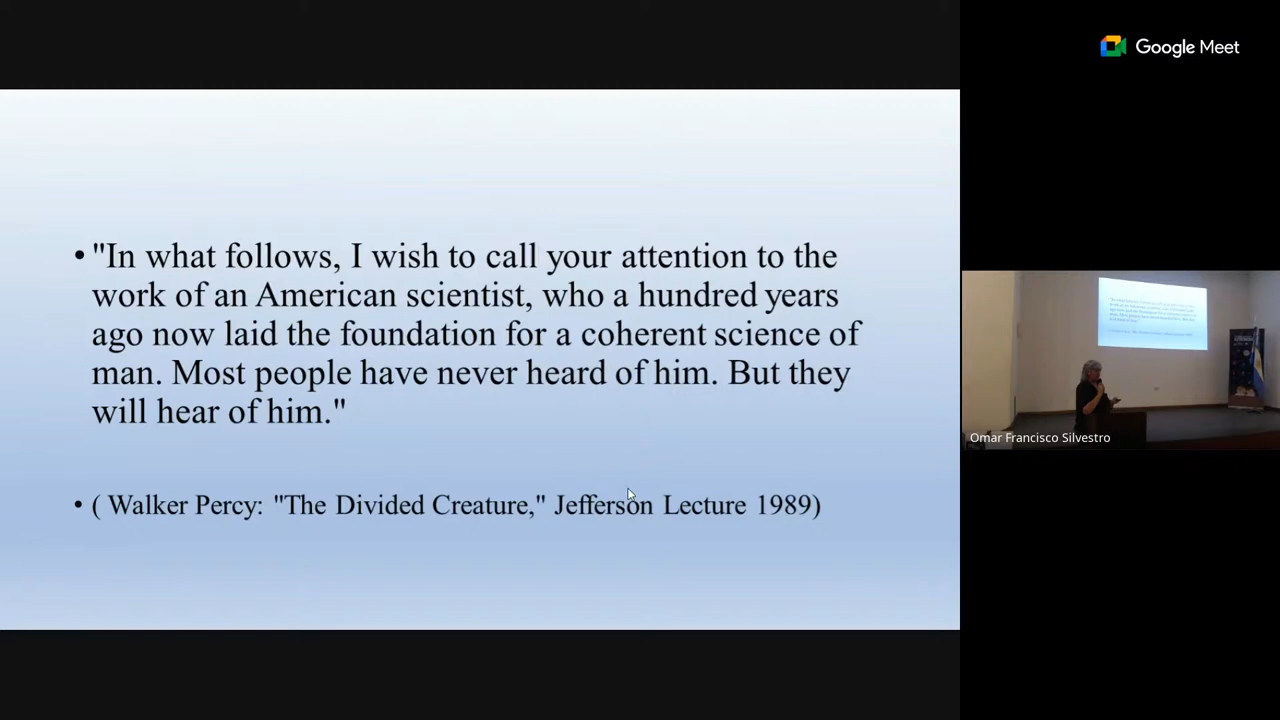 Google Meet
• "In what follows, I wish to call your attention to the
work of an American scientist, who a hundred years
ago now laid the foundation for a coherent science of
man. Most people have never heard of him. But they
will hear of him."
• ( Walker Percy: "The Divided Creature," Jefferson Lecture 1989)
Omar Francisco Silvestro